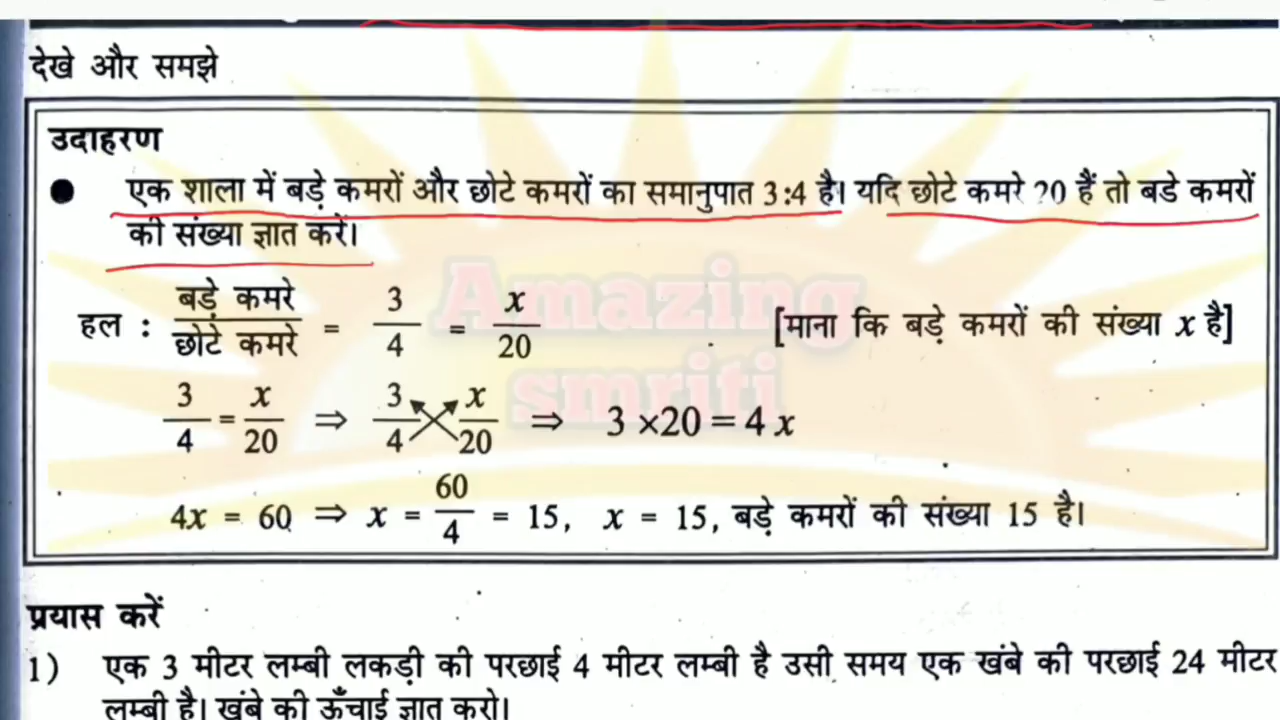 देखे और समझे
उदाहरण
● एक शाला में बड़े कमरों और छोटे कमरों का समानुपात 3:4 है। यदि छोटे कमरे 20 हैं तो बडे कमरों
की संख्या ज्ञात करें।
हल : बड़े कमरे / छोटे कमरे = 3/4 = x/20 [माना कि बड़े कमरों की संख्या x है]
3/4 = x/20 ⇒ 3/4 x/20 ⇒ 3 ×20 = 4 x
4x = 60 ⇒ x = 60/4 = 15, x = 15, बड़े कमरों की संख्या 15 है।
Amazing
smriti
प्रयास करें
1) एक 3 मीटर लम्बी लकड़ी की परछाई 4 मीटर लम्बी है उसी समय एक खंबे की परछाई 24 मीटर
लम्बी है। खंबे की ऊँचाई ज्ञात करो।